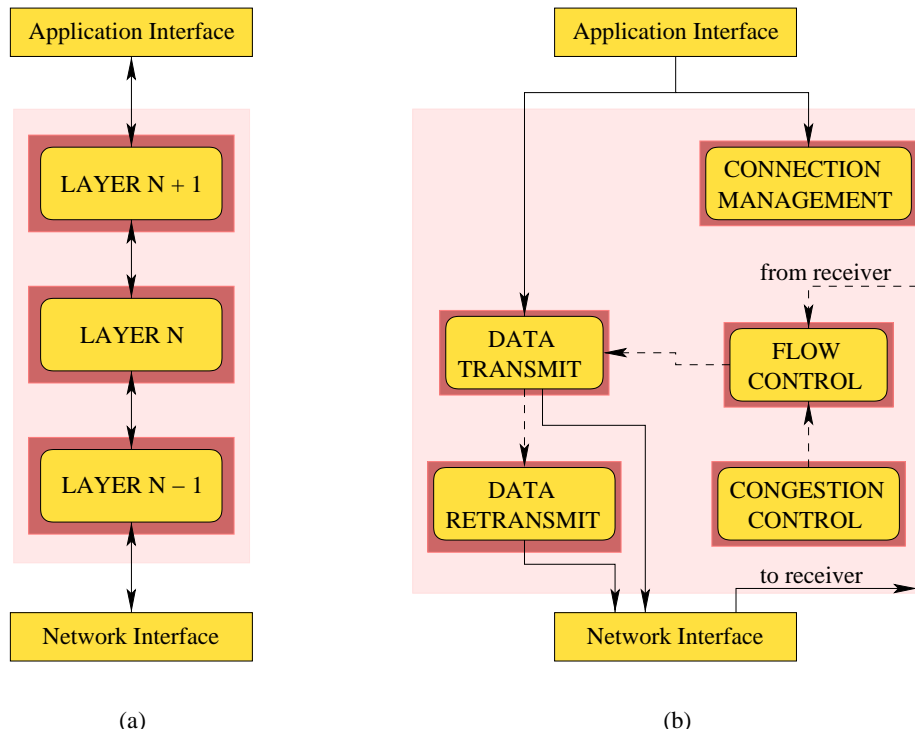 Application Interface
LAYER N + 1
LAYER N
LAYER N − 1
Network Interface
(a)
Application Interface
CONNECTION
MANAGEMENT
from receiver
DATA
TRANSMIT
FLOW
CONTROL
DATA
RETRANSMIT
CONGESTION
CONTROL
to receiver
Network Interface
(b)